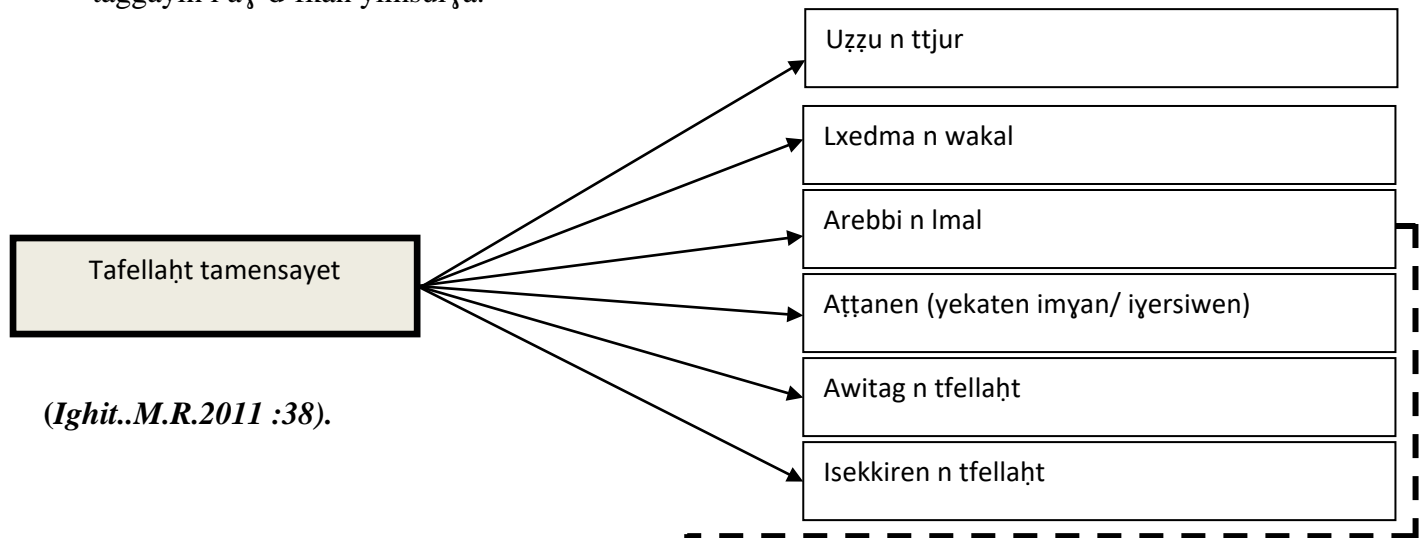 Uẓẓu n ttjur
Lxedma n wakal
Arebbi n lmal
Tafellaḥt tamensayet
Aṭṭanen (yekaten imɣan/ iɣersiwen)
Awitag n tfellaḥt
(Ighit..M.R.2011 :38).
Isekkiren n tfellaḥt